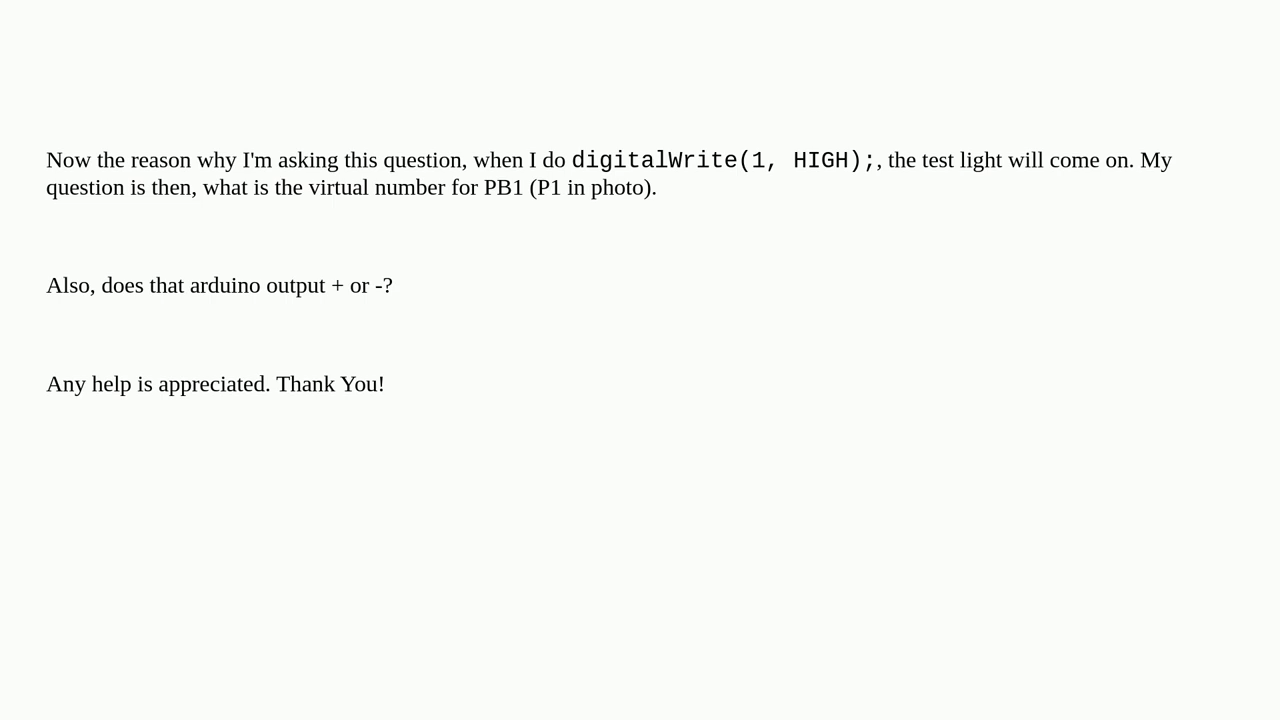 Now the reason why I'm asking this question, when I do digitalWrite(1, HIGH);, the test light will come on. My
question is then, what is the virtual number for PB1 (P1 in photo).
Also, does that arduino output + or -?
Any help is appreciated. Thank You!